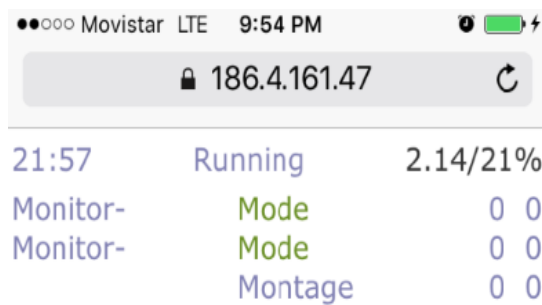 Movistar LTE 9:54 PM
186.4.161.47
21:57 Running 2.14/21%
Monitor- Mode 0 0
Monitor- Mode 0 0
Montage 0 0